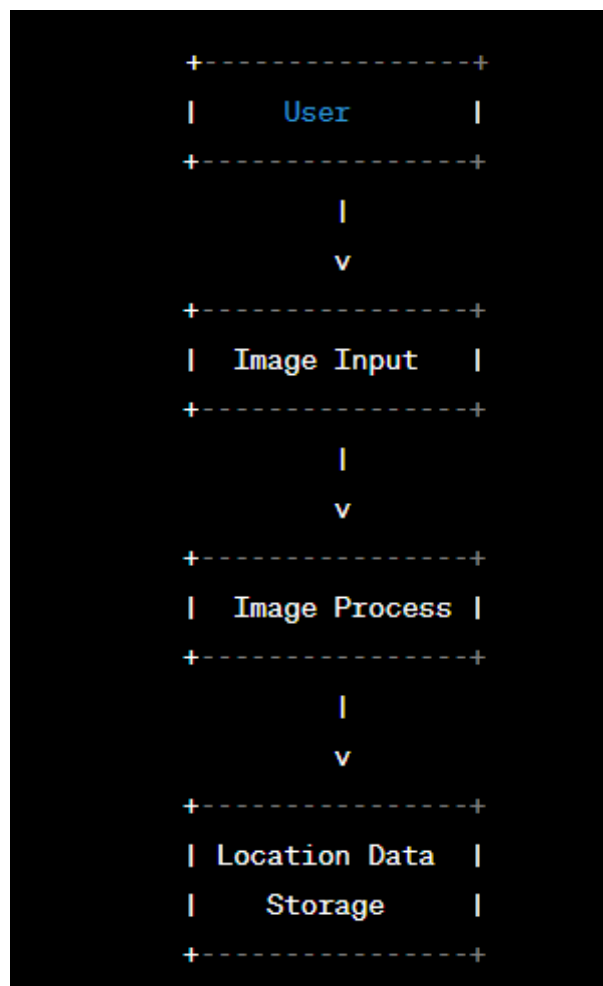 +----------------+
|     User       |
+----------------+
         |
         v
+----------------+
|  Image Input   |
+----------------+
         |
         v
+----------------+
|  Image Process |
+----------------+
         |
         v
+----------------+
| Location Data  |
|    Storage     |
+----------------+